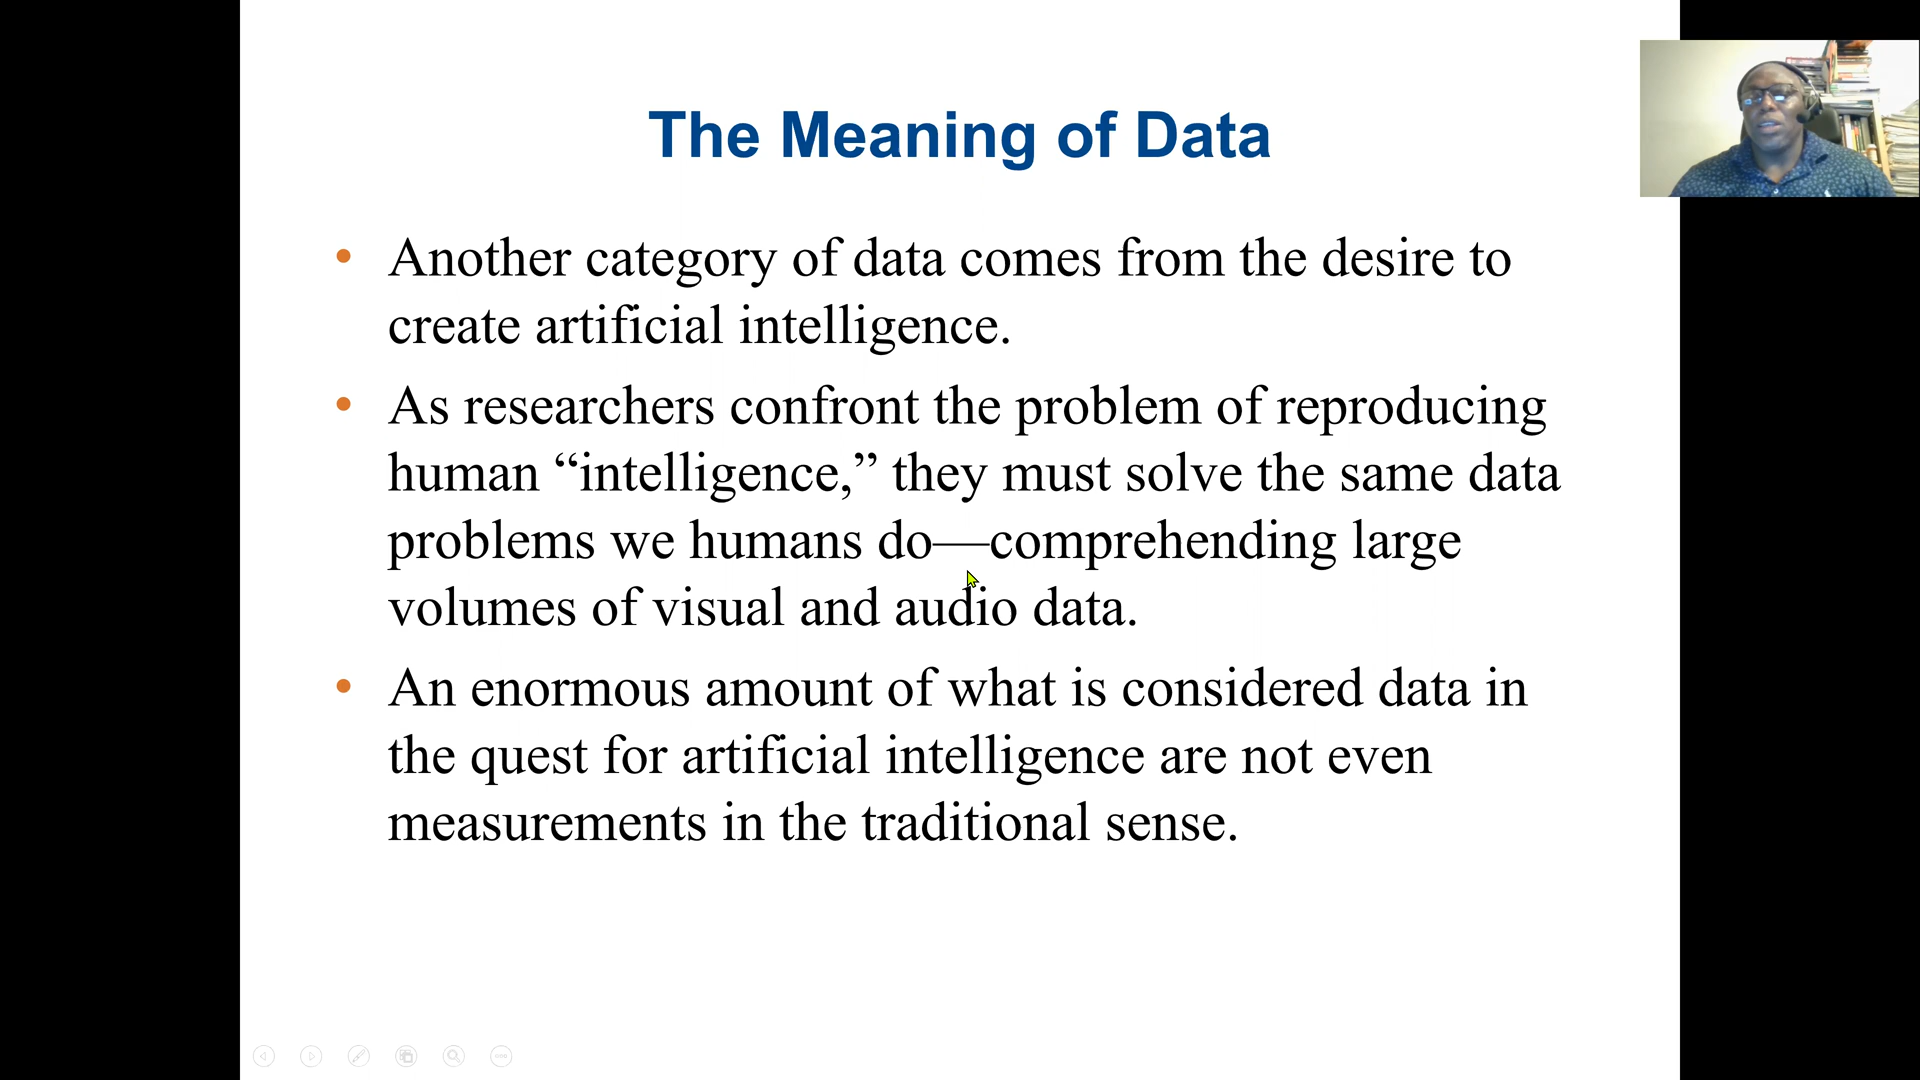 The Meaning of Data
• Another category of data comes from the desire to
create artificial intelligence.
• As researchers confront the problem of reproducing
human “intelligence,” they must solve the same data
problems we humans do—comprehending large
volumes of visual and audio data.
• An enormous amount of what is considered data in
the quest for artificial intelligence are not even
measurements in the traditional sense.